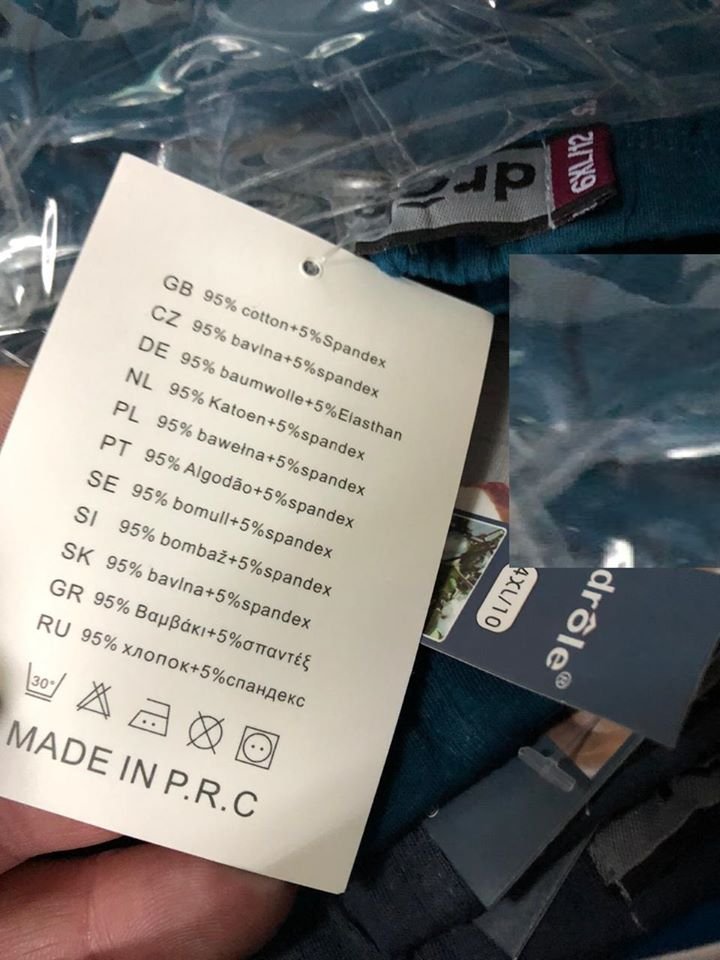 drô
6XL/12
GB 95% cotton+5%Spandex
CZ 95% bavlna+5%spandex
DE 95% baumwolle+5%Elasthan
NL 95% Katoen+5%spandex
PL 95% bawełna+5%spandex
PT 95% Algodão+5%spandex
SE 95% bomull+5%spandex
SI 95% bombaž+5%spandex
SK 95% bavlna+5%spandex
GR 95% Βαμβάκι+5%σπαντέξ
RU 95% хлопок+5%спандекс
30°
MADE IN P.R.C
4XL/10
drôle®